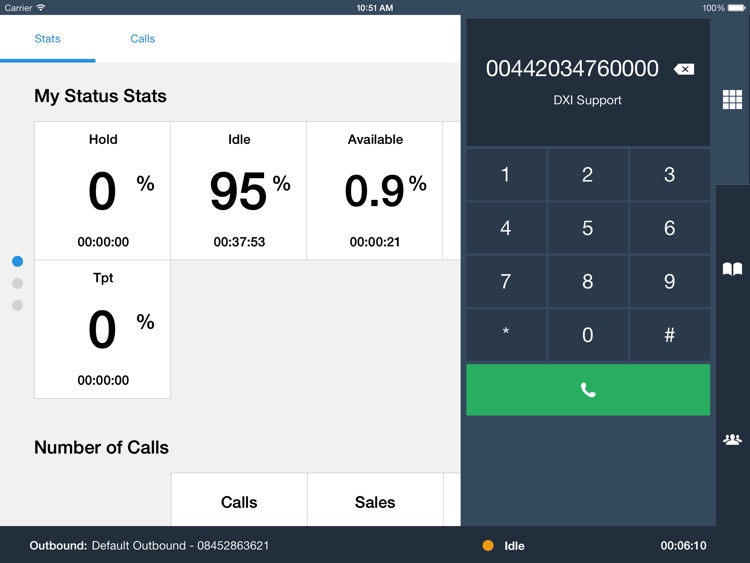 Carrier 10:51 AM 100%
Stats Calls
My Status Stats
Hold Idle Available
0 % 95 % 0.9 %
00:00:00 00:37:53 00:00:21
Tpt
0 %
00:00:00
Number of Calls
Calls Sales
00442034760000
DXI Support
1 2 3
4 5 6
7 8 9
* 0 #
Outbound: Default Outbound - 08452863621 Idle 00:06:10